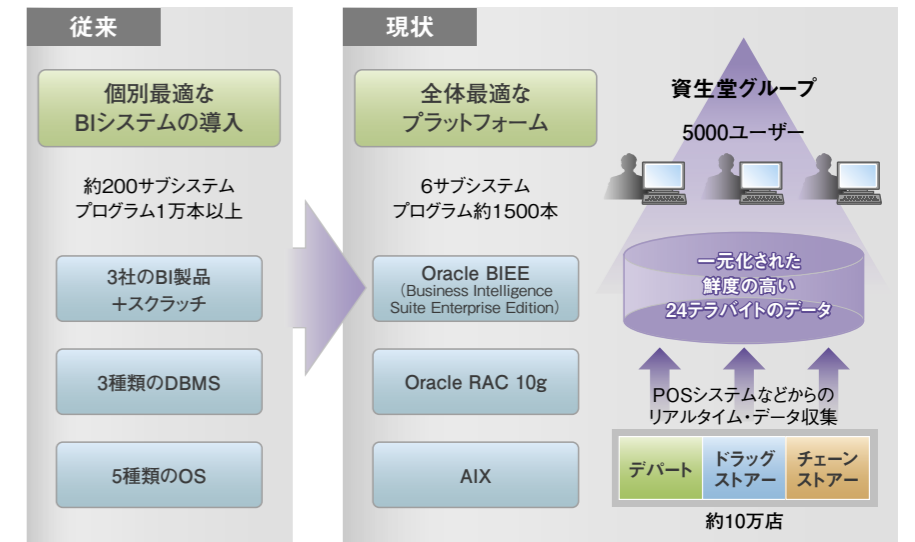 従来
個別最適な
BIシステムの導入
約200サブシステム
プログラム1万本以上
3社のBI製品
＋スクラッチ
3種類のDBMS
5種類のOS
現状
全体最適な
プラットフォーム
6サブシステム
プログラム約1500本
Oracle BIEE
（Business Intelligence
Suite Enterprise Edition）
Oracle RAC 10g
AIX
資生堂グループ
5000ユーザー
一元化された
鮮度の高い
24テラバイトのデータ
POSシステムなどからの
リアルタイム・データ収集
デパート
ドラッグ
ストアー
チェーン
ストアー
約10万店